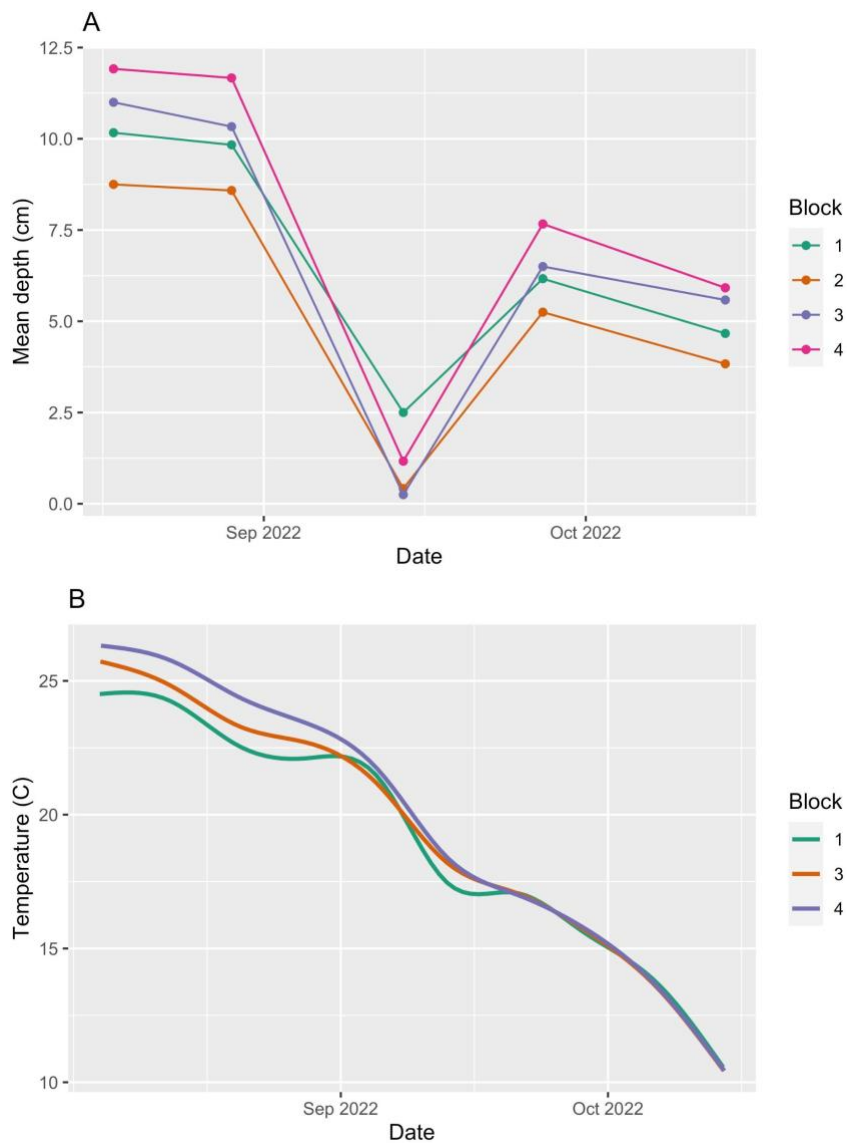 A
12.5
10.0
7.5
5.0
2.5
0.0
Mean depth (cm)
Sep 2022
Oct 2022
Date
Block
1
2
3
4
B
25
20
15
10
Temperature (C)
Sep 2022
Oct 2022
Date
Block
1
3
4